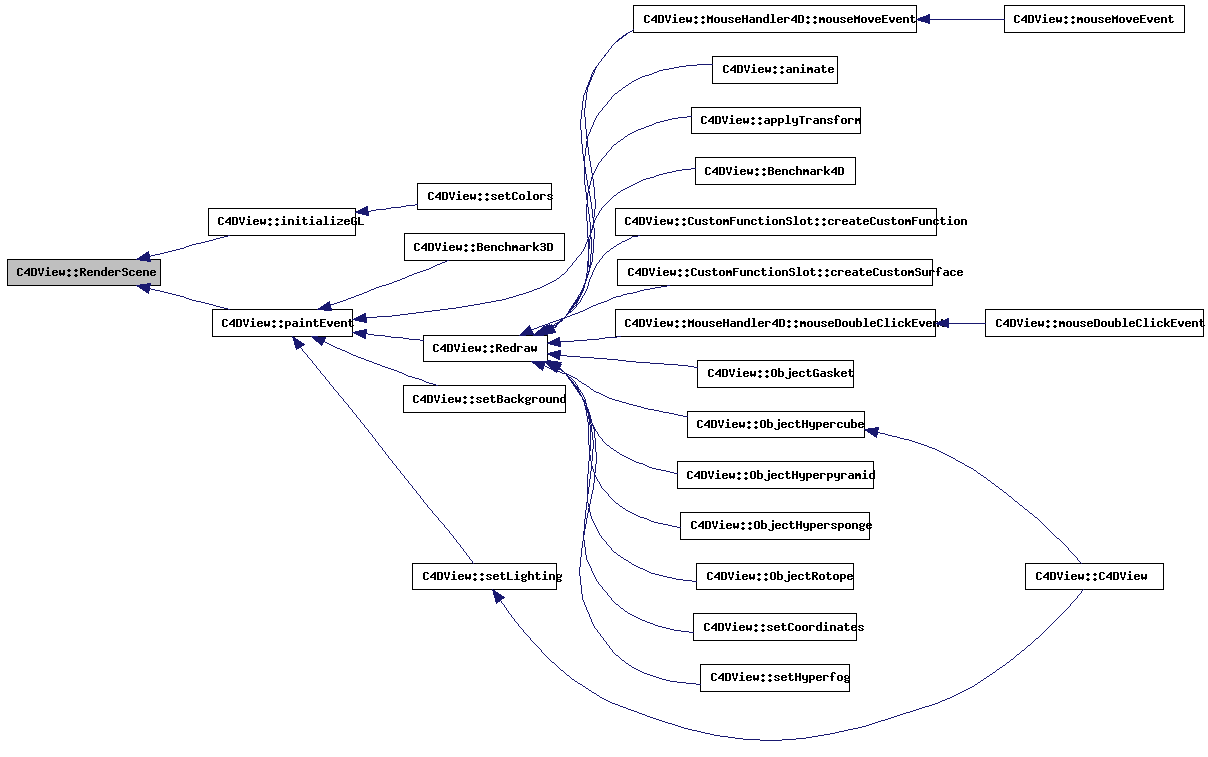 C4DView::MouseHandler4D::mouseMoveEvent
C4DView::mouseMoveEvent
C4DView::animate
C4DView::applyTransform
C4DView::Benchmark4D
C4DView::setColors
C4DView::initializeGL
C4DView::CustomFunctionSlot::createCustomFunction
C4DView::Benchmark3D
C4DView::RenderScene
C4DView::CustomFunctionSlot::createCustomSurface
C4DView::paintEvent
C4DView::MouseHandler4D::mouseDoubleClickEvent
C4DView::mouseDoubleClickEvent
C4DView::Redraw
C4DView::ObjectGasket
C4DView::setBackground
C4DView::ObjectHypercube
C4DView::ObjectHyperpyramid
C4DView::ObjectHypersponge
C4DView::setLighting
C4DView::ObjectRotope
C4DView::C4DView
C4DView::setCoordinates
C4DView::setHyperfog